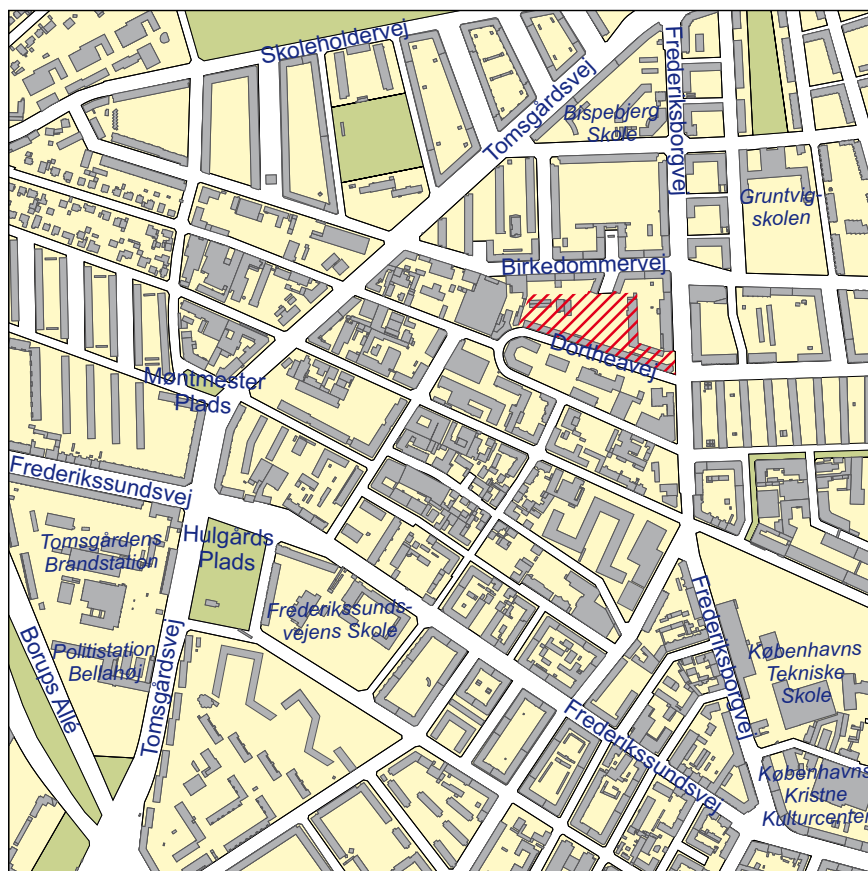 Skoleholdervej
Tomsgårdsvej
Frederiksborgvej
Bispebjerg
Skole
Gruntvig-
skolen
Birkedommervej
Dortheavej
Møntmester
Plads
Frederikssundsvej
Hulgårds
Plads
Tomsgårdens
Brandstation
Frederikssunds-
vejens Skole
Politistation
Bellahøj
Borups Allé
Tomsgårdsvej
Frederiksborgvej
Københavns
Tekniske
Skole
Frederikssundsvej
Københavns
Kristne
Kulturcenter